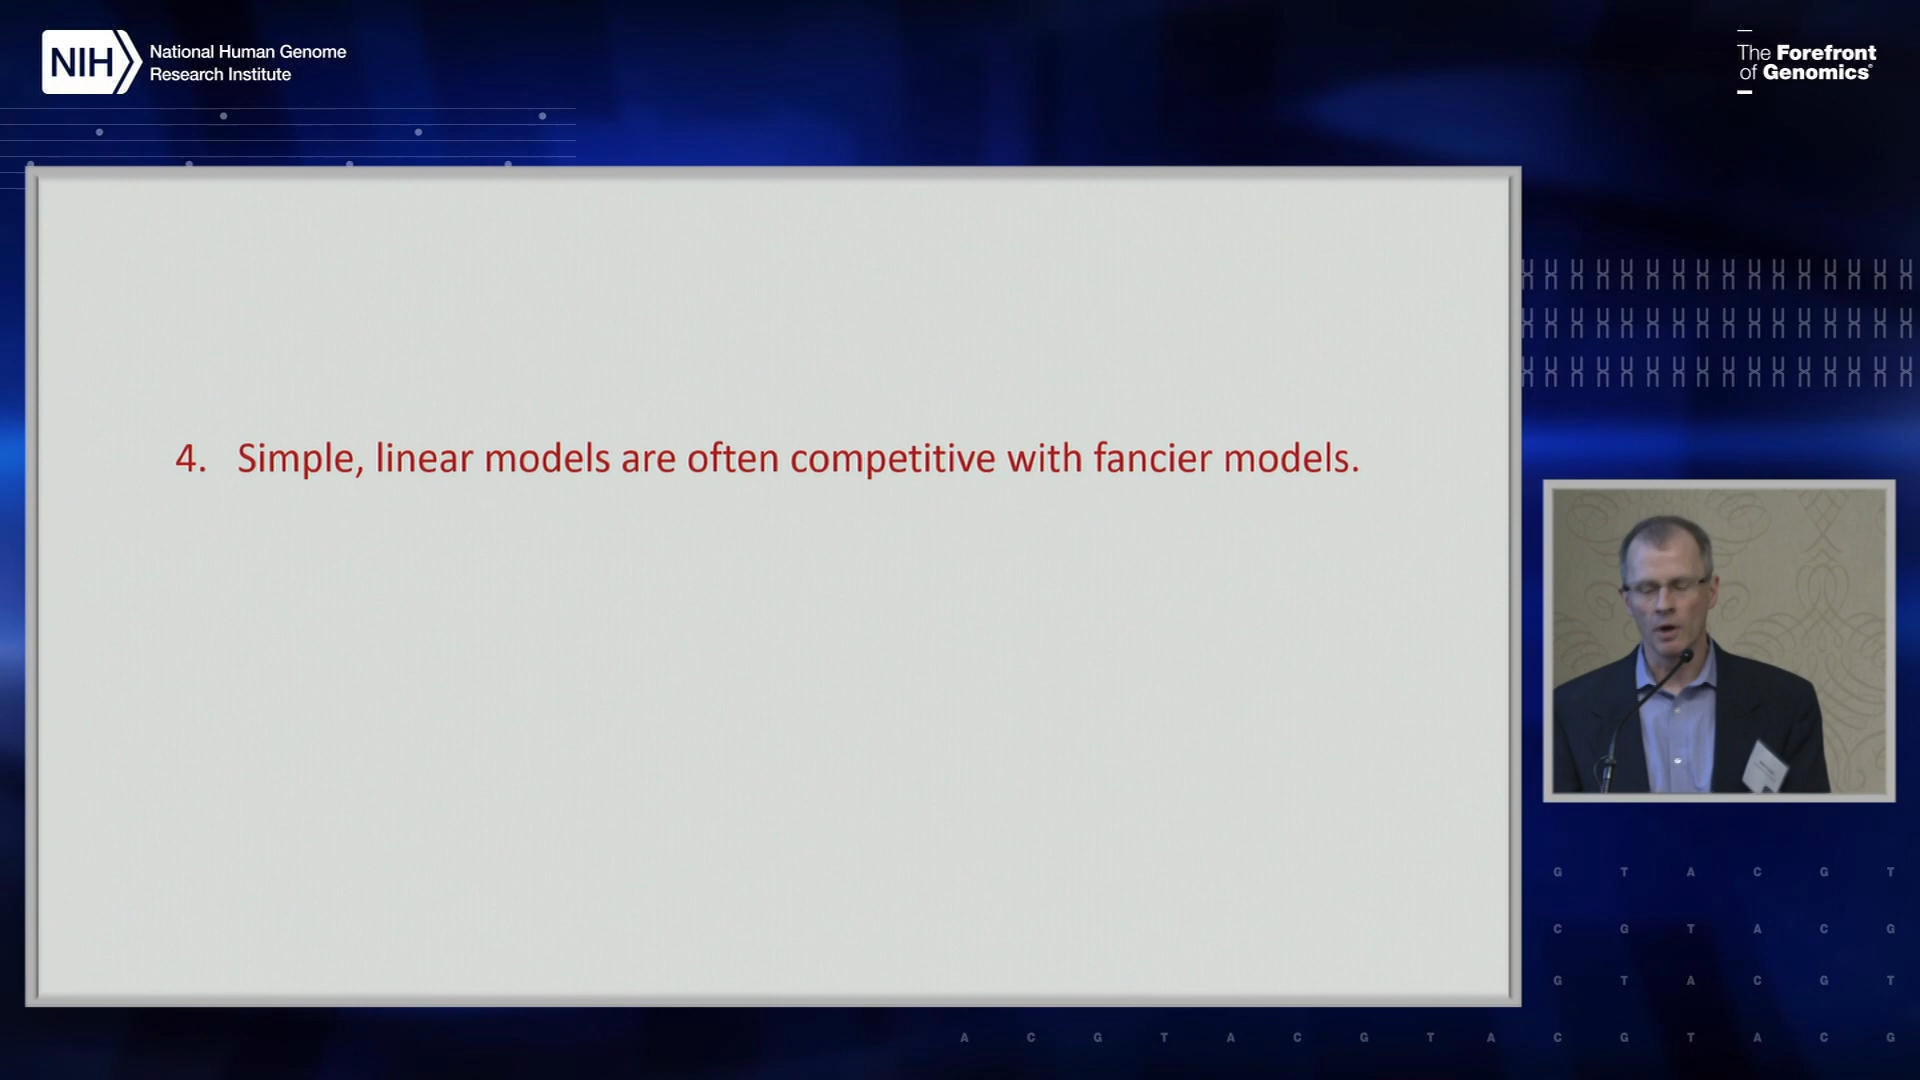 NIH National Human Genome
Research Institute
The Forefront
of Genomics®
4. Simple, linear models are often competitive with fancier models.
G T A C G T
C G T A C G
G T A C G T
A C G T A C G T A C G T A C G